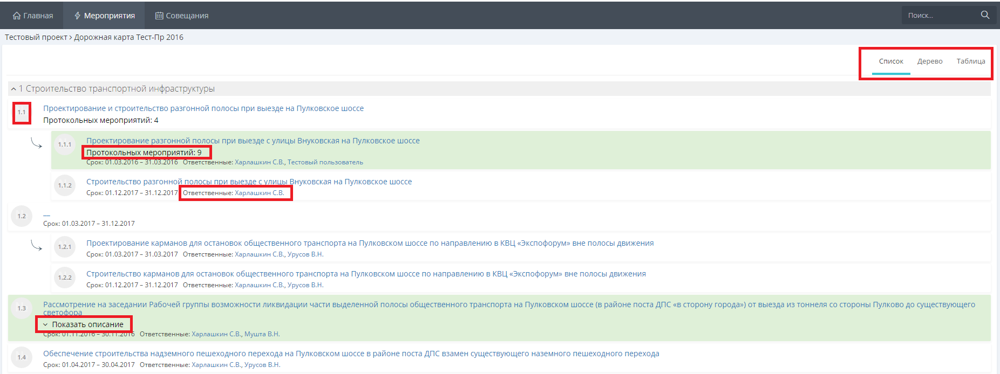 Главная Мероприятия Совещания Поиск...
Тестовый проект › Дорожная карта Тест-Пр 2016
Список Дерево Таблица
1 Строительство транспортной инфраструктуры
1.1 Проектирование и строительство разгонной полосы при выезде на Пулковское шоссе
Протокольных мероприятий: 4
1.1.1 Проектирование разгонной полосы при выезде с улицы Внуковская на Пулковское шоссе
Протокольных мероприятий: 9
Срок: 01.03.2016 – 31.03.2016 Ответственные: Харлашкин С.В., Тестовый пользователь
1.1.2 Строительство разгонной полосы при выезде с улицы Внуковская на Пулковское шоссе
Срок: 01.12.2017 – 31.12.2017 Ответственные: Харлашкин С.В.
1.2 —
Срок: 01.03.2017 – 31.12.2017
1.2.1 Проектирование карманов для остановок общественного транспорта на Пулковском шоссе по направлению в КВЦ «Экспофорум» вне полосы движения
Срок: 01.03.2017 – 31.03.2017 Ответственные: Харлашкин С.В., Урусов В.Н.
1.2.2 Строительство карманов для остановок общественного транспорта на Пулковском шоссе по направлению в КВЦ «Экспофорум» вне полосы движения
Срок: 01.12.2017 – 31.12.2017 Ответственные: Харлашкин С.В., Урусов В.Н.
1.3 Рассмотрение на заседании Рабочей группы возможности ликвидации части выделенной полосы общественного транспорта на Пулковском шоссе (в районе поста ДПС «в сторону города») от выезда из тоннеля со стороны Пулково до существующего
светофора
Показать описание
Срок: 01.11.2016 – 30.11.2016 Ответственные: Харлашкин С.В., Мушта В.Н.
1.4 Обеспечение строительства надземного пешеходного перехода на Пулковском шоссе в районе поста ДПС взамен существующего наземного пешеходного перехода
Срок: 01.04.2017 – 30.04.2017 Ответственные: Харлашкин С.В., Урусов В.Н.